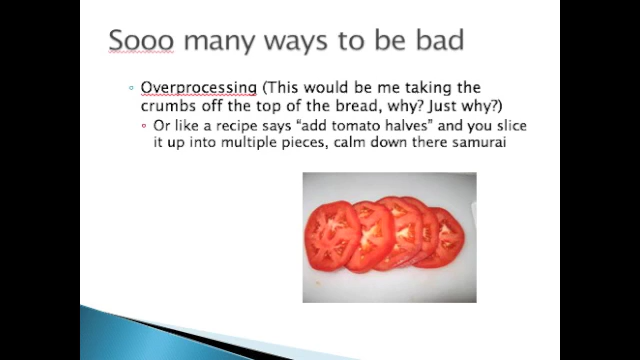 Sooo many ways to be bad
Overprocessing (This would be me taking the
crumbs off the top of the bread, why? Just why?)
Or like a recipe says “add tomato halves” and you slice
it up into multiple pieces, calm down there samurai